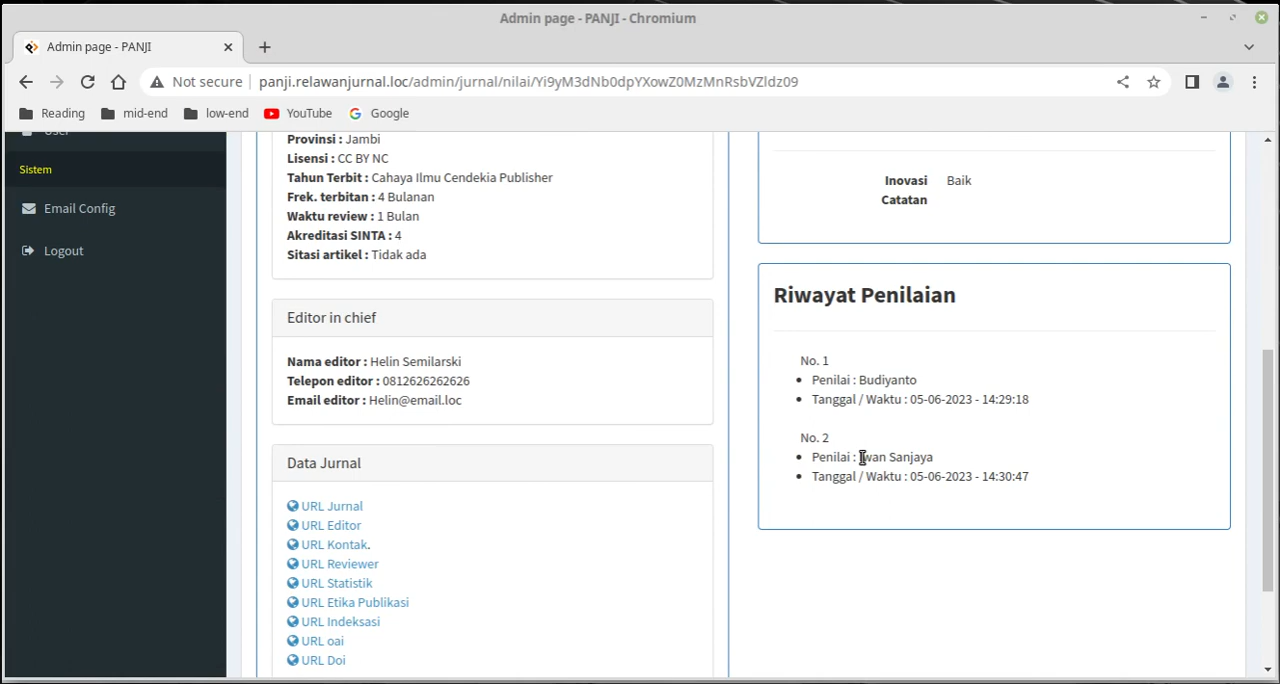 Admin page - PANJI - Chromium
Admin page - PANJI
Not secure panji.relawanjurnal.loc/admin/jurnal/nilai/Yi9yM3dNb0dpYXowZ0MzMnRsbVZldz09
Reading mid-end low-end YouTube Google
User
Sistem
Email Config
Logout
Provinsi : Jambi
Lisensi : CC BY NC
Tahun Terbit : Cahaya Ilmu Cendekia Publisher
Frek. terbitan : 4 Bulanan
Waktu review : 1 Bulan
Akreditasi SINTA : 4
Sitasi artikel : Tidak ada
Editor in chief
Nama editor : Helin Semilarski
Telepon editor : 0812626262626
Email editor : Helin@email.loc
Data Jurnal
URL Jurnal
URL Editor
URL Kontak.
URL Reviewer
URL Statistik
URL Etika Publikasi
URL Indeksasi
URL oai
URL Doi
Inovasi Baik
Catatan
Riwayat Penilaian
No. 1
Penilai : Budiyanto
Tanggal / Waktu : 05-06-2023 - 14:29:18
No. 2
Penilai : Iwan Sanjaya
Tanggal / Waktu : 05-06-2023 - 14:30:47